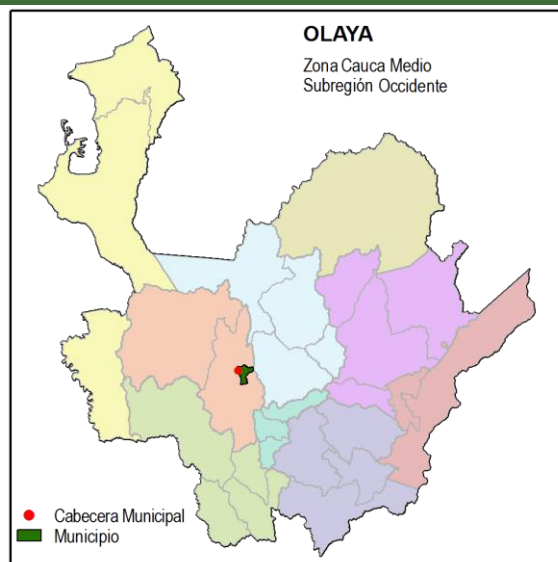 OLAYA
Zona Cauca Medio
Subregión Occidente
Cabecera Municipal
Municipio